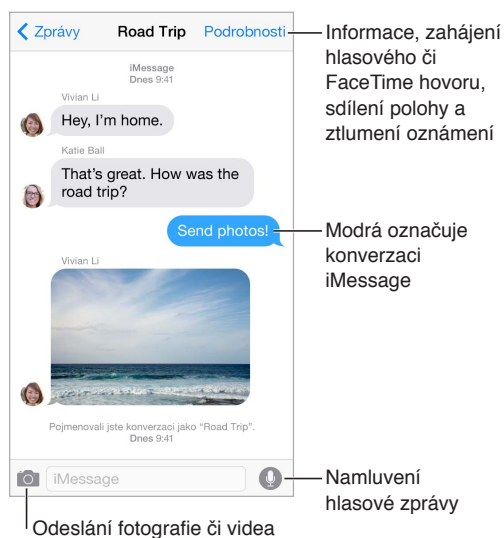 Zprávy Road Trip Podrobnosti
Informace, zahájení
hlasového či
FaceTime hovoru,
sdílení polohy a
ztlumení oznámení
iMessage
Dnes 9:41
Vivian Li
Hey, I'm home.
Katie Ball
That's great. How was the
road trip?
Send photos!
Modrá označuje
konverzaci
iMessage
Vivian Li
Pojmenovali jste konverzaci jako “Road Trip”.
Dnes 9:41
iMessage
Namluvení
hlasové zprávy
Odeslání fotografie či videa